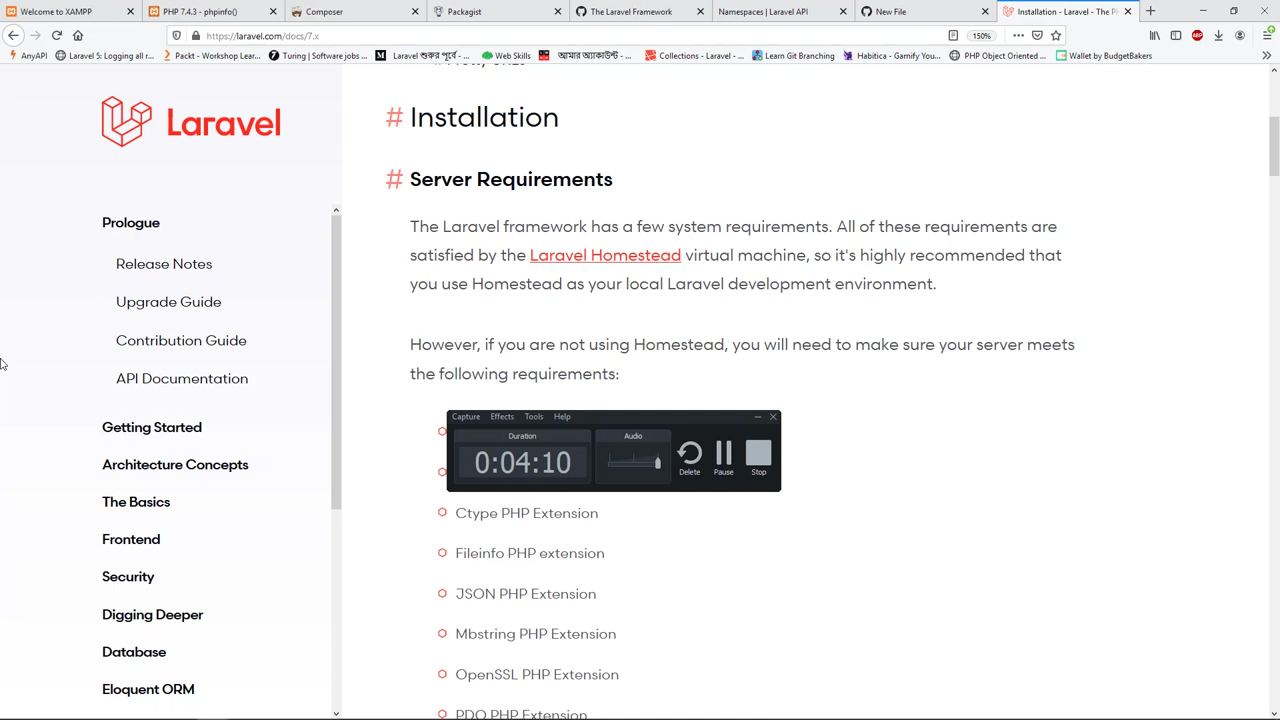 Welcome to XAMPP
PHP 7.4.3 - phpinfo()
Composer
Packagist
The Laravel Framework
Namespaces | Laravel API
New File
Installation - Laravel - The P
https://laravel.com/docs/7.x
150%
AnyAPI
Laravel 5: Logging all r...
Packt - Workshop Lear...
Turing | Software jobs ...
Laravel শুরুর পূর্বে - ...
Web Skills
আমার অ্যাকাউন্ট - ...
Collections - Laravel - ...
Learn Git Branching
Habitica - Gamify You...
PHP Object Oriented ...
Wallet by BudgetBakers
Laravel
Prologue
Release Notes
Upgrade Guide
Contribution Guide
API Documentation
Getting Started
Architecture Concepts
The Basics
Frontend
Security
Digging Deeper
Database
Eloquent ORM
# Installation
# Server Requirements
The Laravel framework has a few system requirements. All of these requirements are
satisfied by the Laravel Homestead virtual machine, so it's highly recommended that
you use Homestead as your local Laravel development environment.
However, if you are not using Homestead, you will need to make sure your server meets
the following requirements:
Capture Effects Tools Help
Duration
0:04:10
Audio
Delete
Pause
Stop
Ctype PHP Extension
Fileinfo PHP extension
JSON PHP Extension
Mbstring PHP Extension
OpenSSL PHP Extension
PDO PHP Extension